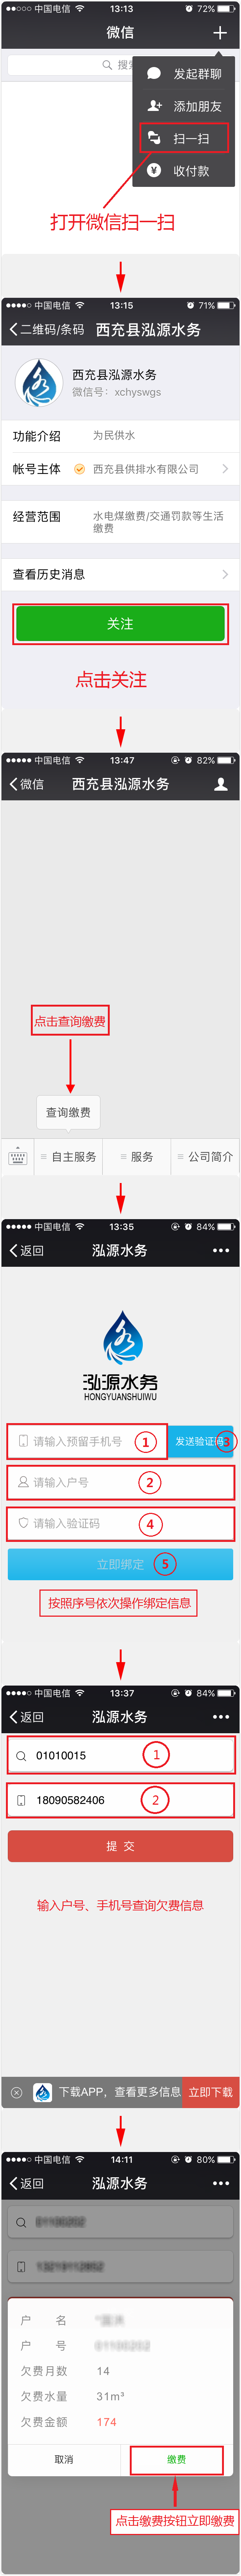 中国电信 13:13 72%
微信
搜索
发起群聊
添加朋友
扫一扫
收付款
打开微信扫一扫
中国电信 13:15 71%
二维码/条码 西充县泓源水务
西充县泓源水务
微信号: xchyswgs
功能介绍 为民供水
帐号主体 西充县供排水有限公司
经营范围 水电煤缴费/交通罚款等生活
缴费
查看历史消息
关注
点击关注
中国电信 13:47 82%
微信 西充县泓源水务
点击查询缴费
查询缴费
自主服务 服务 公司简介
中国电信 13:35 84%
返回 泓源水务
泓源水务
HONGYUANSHUIWU
请输入预留手机号 1 发送验证码 3
请输入户号 2
请输入验证码 4
立即绑定 5
按照序号依次操作绑定信息
中国电信 13:37 84%
返回 泓源水务
01010015 1
18090582406 2
提 交
输入户号、手机号查询欠费信息
下载APP，查看更多信息 立即下载
中国电信 14:11 80%
返回 泓源水务
户 名
户 号
欠费月数 14
欠费水量 31m³
欠费金额 174
取消 缴费
点击缴费按钮立即缴费